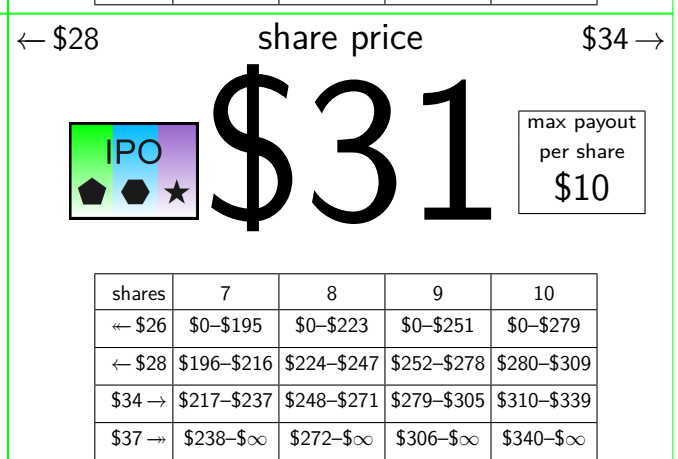 ← $28 share price $34 →
IPO
$31
max payout
per share
$10
shares 7 8 9 10
↞ $26 $0–$195 $0–$223 $0–$251 $0–$279
← $28 $196–$216 $224–$247 $252–$278 $280–$309
$34 → $217–$237 $248–$271 $279–$305 $310–$339
$37 ↠ $238–$∞ $272–$∞ $306–$∞ $340–$∞